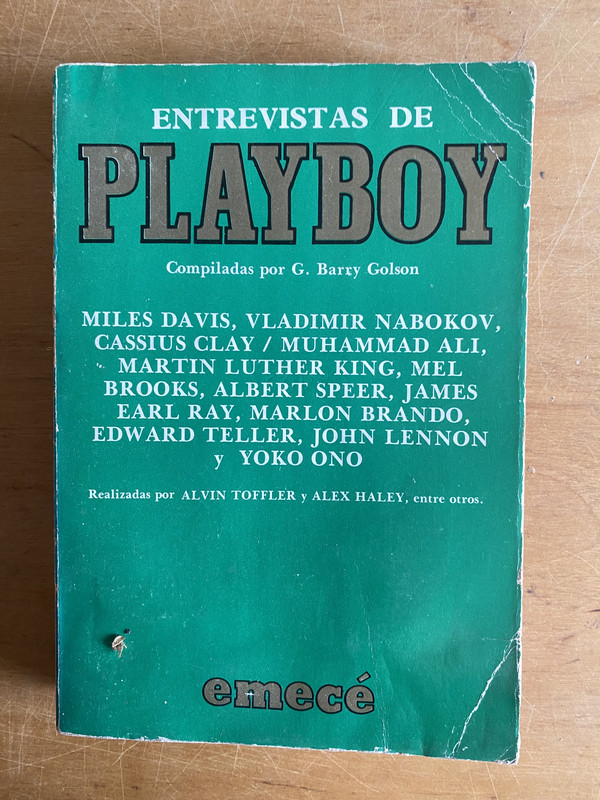 ENTREVISTAS DE
PLAYBOY
Compiladas por G. Barry Golson
MILES DAVIS, VLADIMIR NABOKOV,
CASSIUS CLAY / MUHAMMAD ALI,
MARTIN LUTHER KING, MEL
BROOKS, ALBERT SPEER, JAMES
EARL RAY, MARLON BRANDO,
EDWARD TELLER, JOHN LENNON
y YOKO ONO
Realizadas por ALVIN TOFFLER y ALEX HALEY, entre otros.
emecé